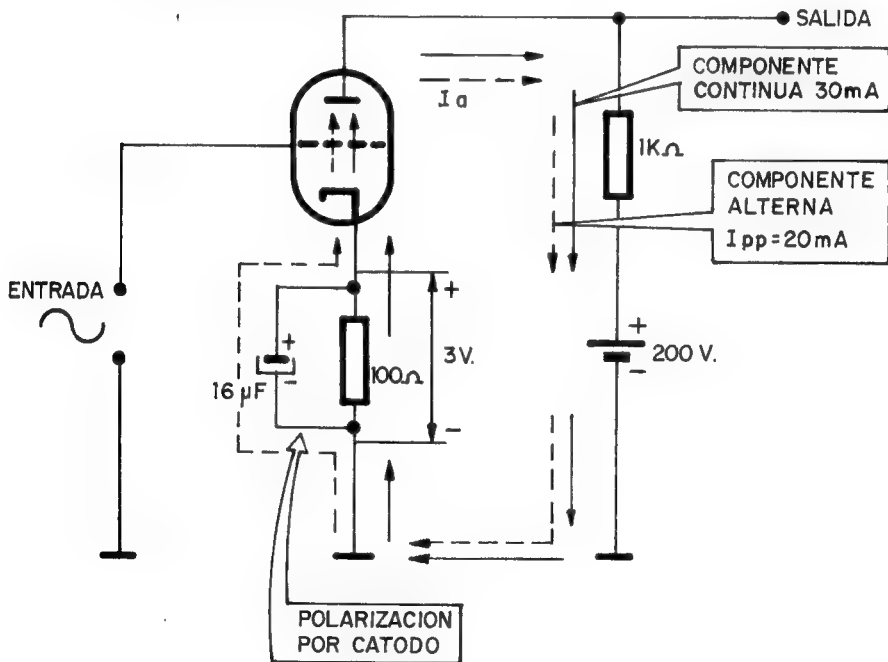 SALIDA
COMPONENTE
CONTINUA 30mA
Ia
1KΩ
COMPONENTE
ALTERNA
Ipp=20mA
ENTRADA
+
+
+
3V.
200 V.
-
-
100Ω
16 µF
-
POLARIZACION
POR CATODO